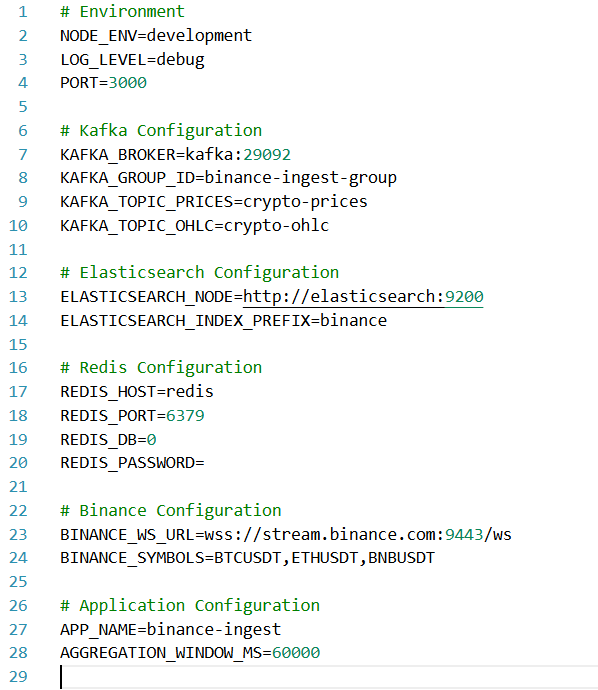 1 # Environment
2 NODE_ENV=development
3 LOG_LEVEL=debug
4 PORT=3000
5
6 # Kafka Configuration
7 KAFKA_BROKER=kafka:29092
8 KAFKA_GROUP_ID=binance-ingest-group
9 KAFKA_TOPIC_PRICES=crypto-prices
10 KAFKA_TOPIC_OHLC=crypto-ohlc
11
12 # Elasticsearch Configuration
13 ELASTICSEARCH_NODE=http://elasticsearch:9200
14 ELASTICSEARCH_INDEX_PREFIX=binance
15
16 # Redis Configuration
17 REDIS_HOST=redis
18 REDIS_PORT=6379
19 REDIS_DB=0
20 REDIS_PASSWORD=
21
22 # Binance Configuration
23 BINANCE_WS_URL=wss://stream.binance.com:9443/ws
24 BINANCE_SYMBOLS=BTCUSDT,ETHUSDT,BNBUSDT
25
26 # Application Configuration
27 APP_NAME=binance-ingest
28 AGGREGATION_WINDOW_MS=60000
29